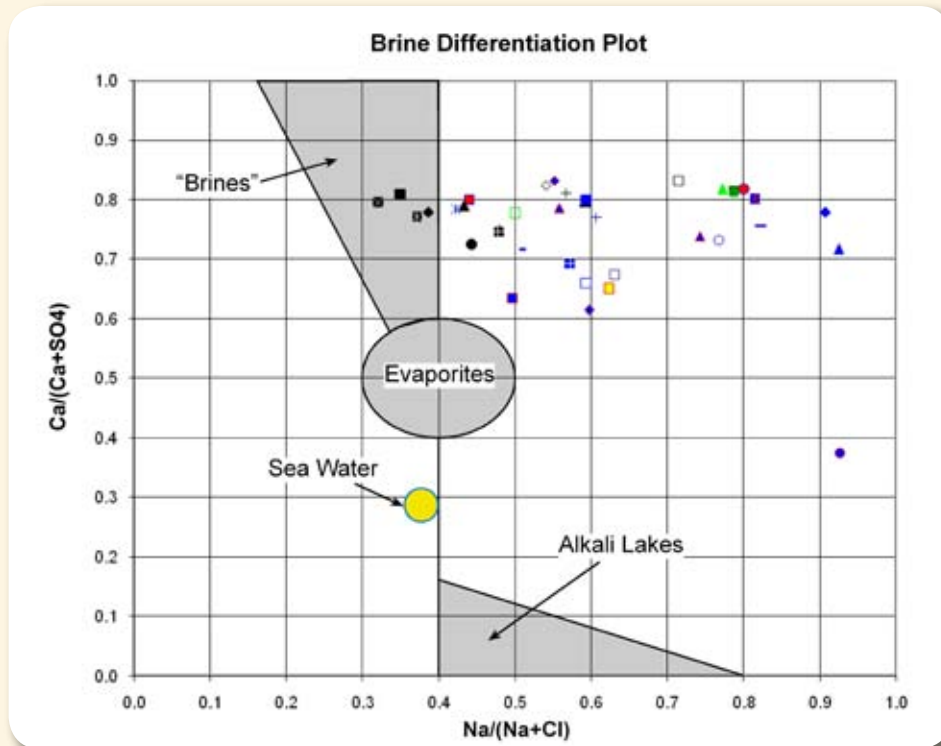 Brine Differentiation Plot
1.0
0.9
“Brines”
0.8
0.7
0.6
Ca/(Ca+SO4)
0.5
Evaporites
0.4
Sea Water
0.3
Alkali Lakes
0.2
0.1
0.0
0.0 0.1 0.2 0.3 0.4 0.5 0.6 0.7 0.8 0.9 1.0
Na/(Na+Cl)